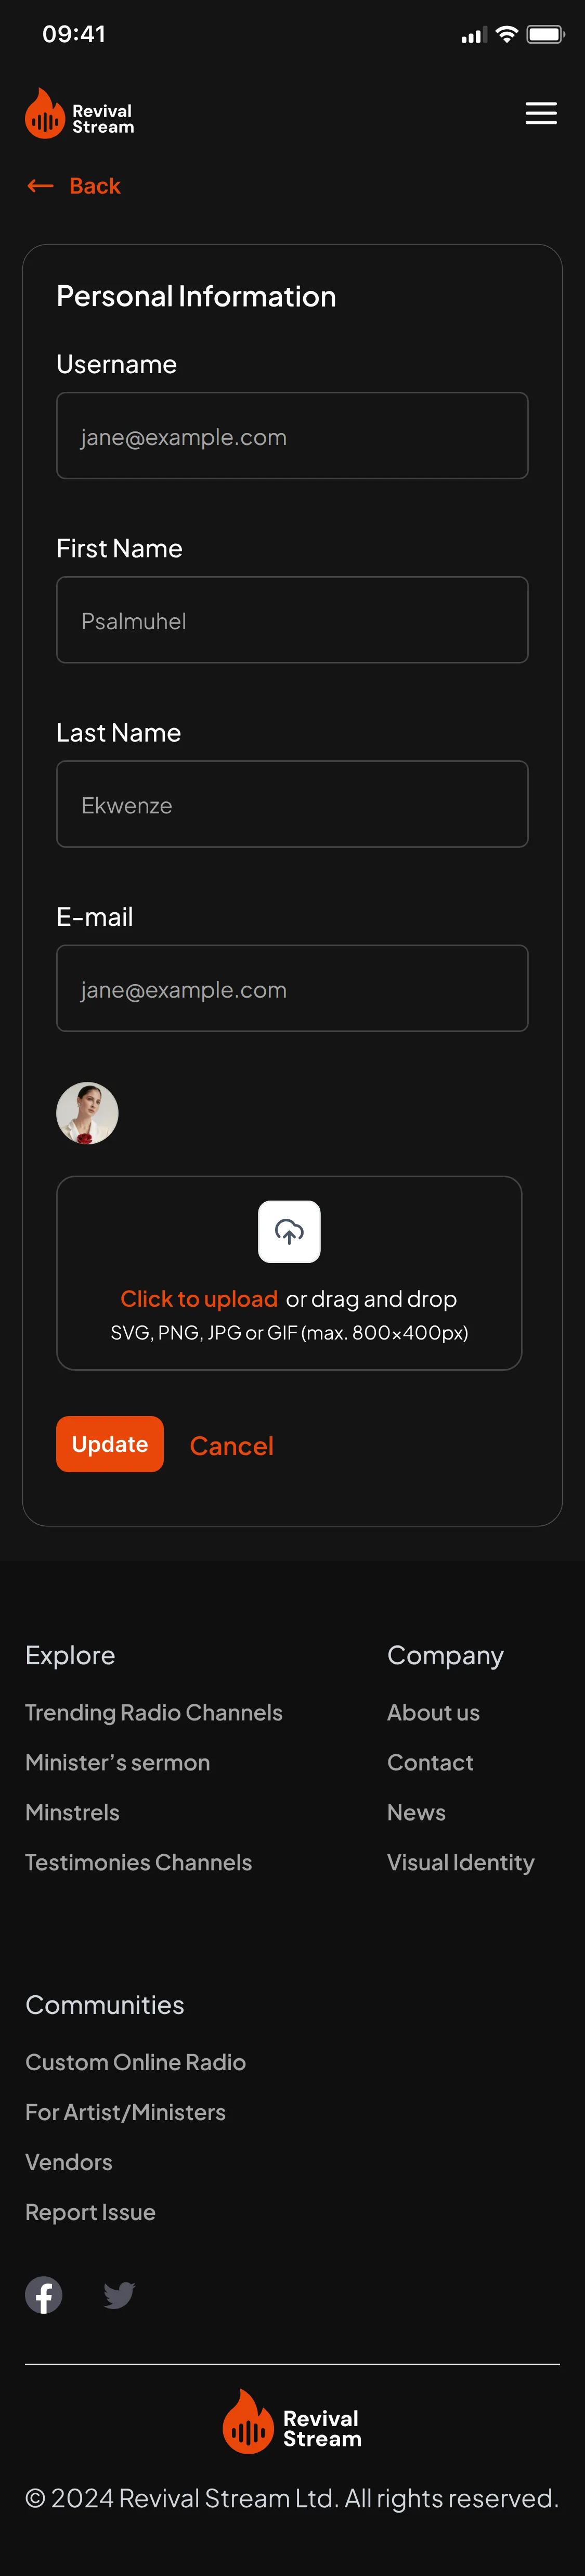 09:41
Revival
Stream
Back
Personal Information
Username
jane@example.com
First Name
Psalmuhel
Last Name
Ekwenze
E-mail
jane@example.com
Click to upload or drag and drop
SVG, PNG, JPG or GIF (max. 800×400px)
Update Cancel
Explore
Trending Radio Channels
Minister’s sermon
Minstrels
Testimonies Channels
Company
About us
Contact
News
Visual Identity
Communities
Custom Online Radio
For Artist/Ministers
Vendors
Report Issue
Revival
Stream
© 2024 Revival Stream Ltd. All rights reserved.